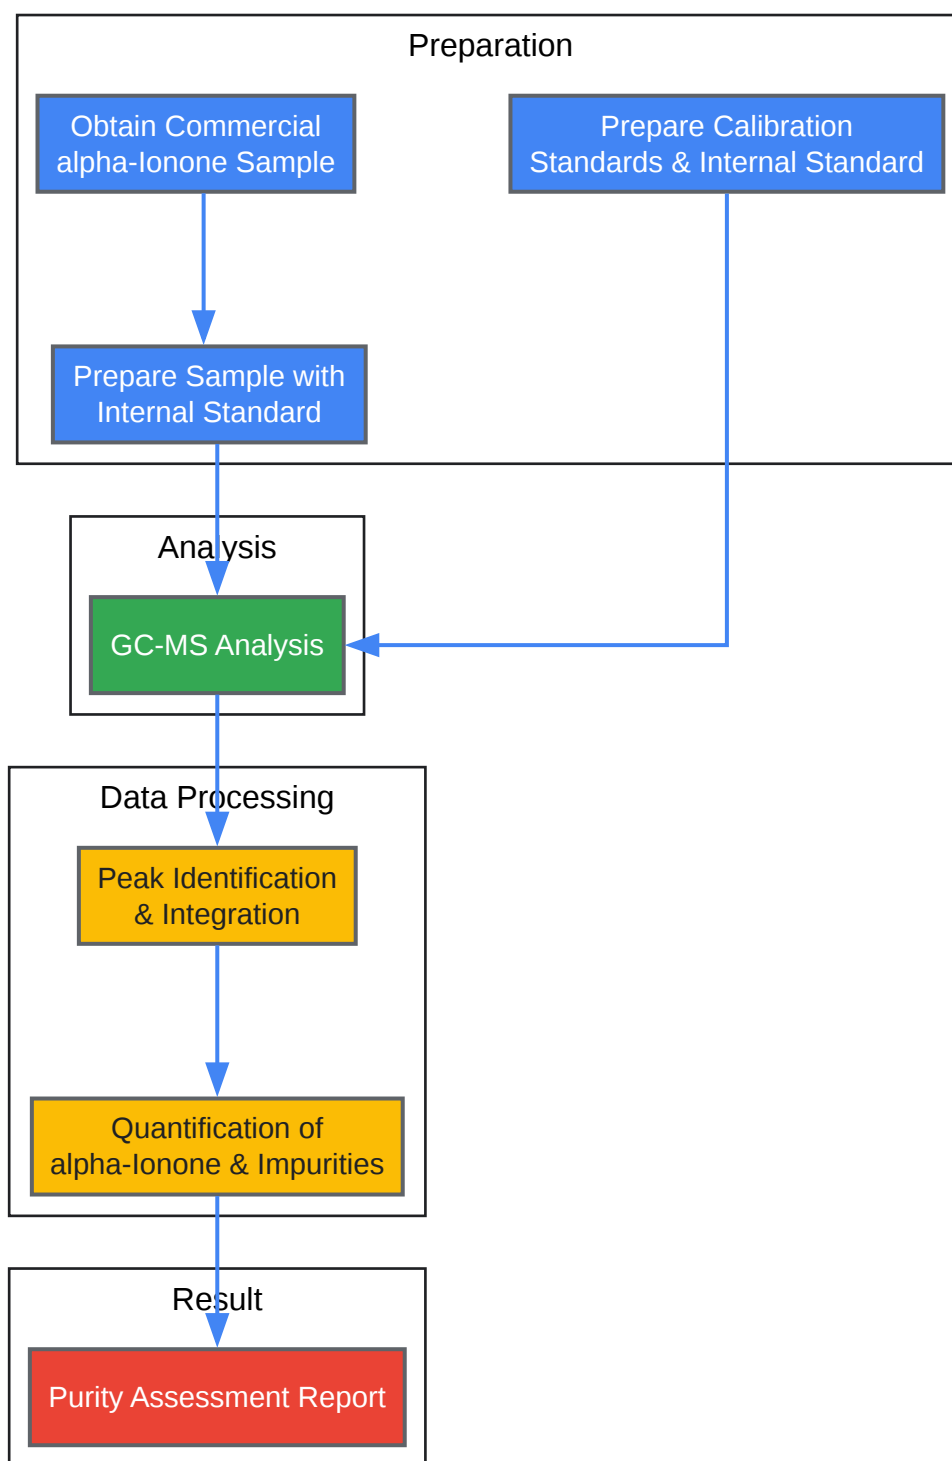 Preparation
Obtain Commercial
alpha-Ionone Sample
Prepare Calibration
Standards & Internal Standard
Prepare Sample with
Internal Standard
Analysis
GC-MS Analysis
Data Processing
Peak Identification
& Integration
Quantification of
alpha-Ionone & Impurities
Result
Purity Assessment Report